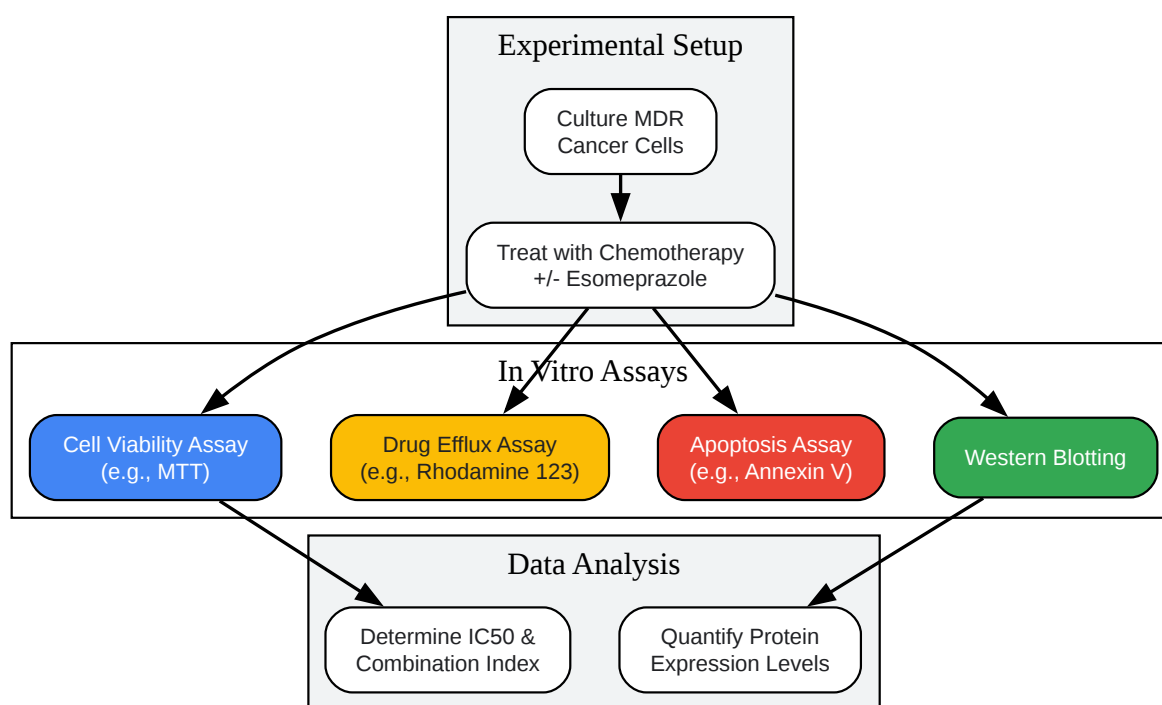 Experimental Setup
Culture MDR
Cancer Cells
Treat with Chemotherapy
+/- Esomeprazole
In Vitro Assays
Cell Viability Assay
(e.g., MTT)
Drug Efflux Assay
(e.g., Rhodamine 123)
Apoptosis Assay
(e.g., Annexin V)
Western Blotting
Data Analysis
Determine IC50 &
Combination Index
Quantify Protein
Expression Levels